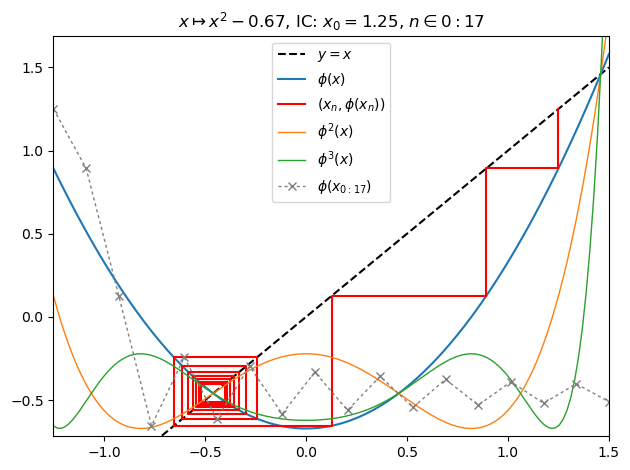 x ↦ x² − 0.67, IC: x₀ = 1.25, n ∈ 0 : 17
y = x
ϕ(x)
(xₙ, ϕ(xₙ))
ϕ²(x)
ϕ³(x)
ϕ(x₀ : ₁₇)
1.5
1.0
0.5
0.0
−0.5
−1.0 −0.5 0.0 0.5 1.0 1.5